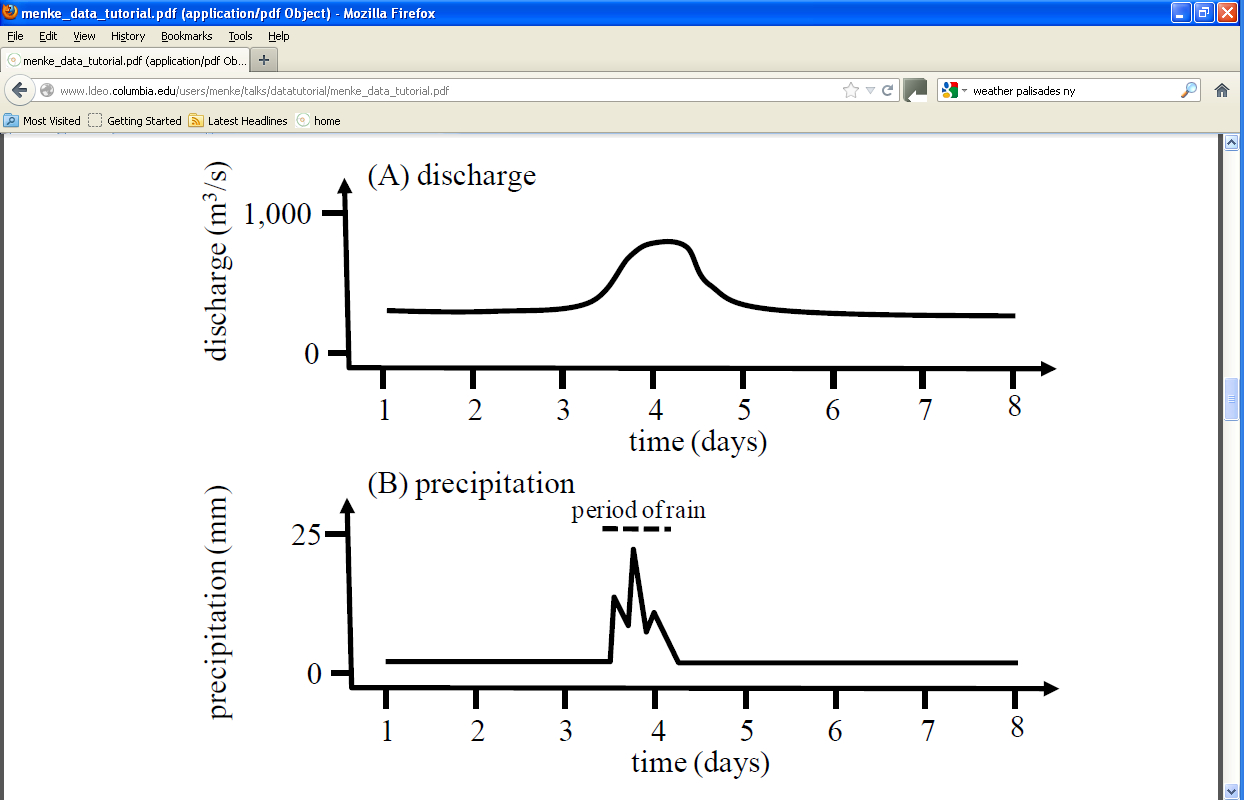 menke_data_tutorial.pdf (application/pdf Object) - Mozilla Firefox
File Edit View History Bookmarks Tools Help
menke_data_tutorial.pdf (application/pdf Ob... +
www.ldeo.columbia.edu/users/menke/talks/datatutorial/menke_data_tutorial.pdf weather palisades ny
Most Visited Getting Started Latest Headlines home
(A) discharge
discharge (m³/s)
1,000
0
1 2 3 4 5 6 7 8
time (days)
(B) precipitation
period of rain
precipitation (mm)
25
0
1 2 3 4 5 6 7 8
time (days)